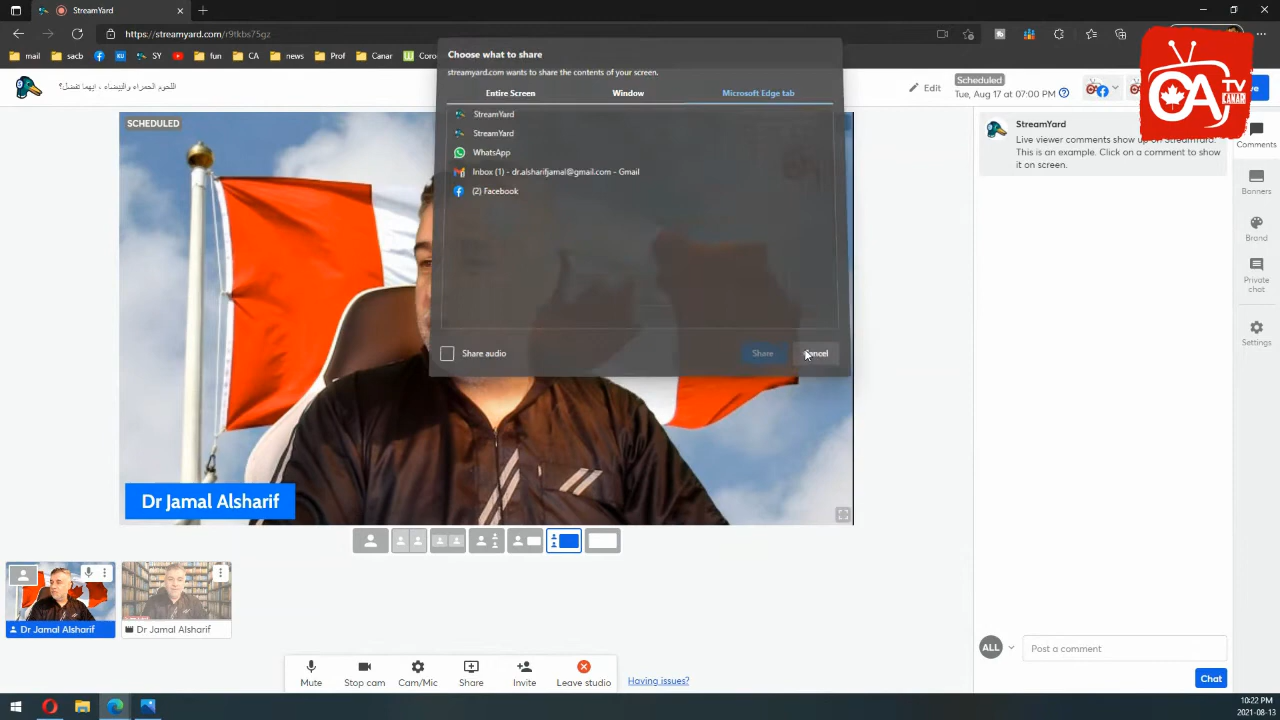 StreamYard
https://streamyard.com/r9tkbs75gz
mail
sacb
KU
SY
fun
CA
news
Prof
Canar
Coro
OA
TV
CANAR
اللحوم الحمراء والبيضاء ، ايهما تفضل؟
Edit
Scheduled
Tue, Aug 17 at 07:00 PM
SCHEDULED
Choose what to share
streamyard.com wants to share the contents of your screen.
Entire Screen
Window
Microsoft Edge tab
StreamYard
StreamYard
WhatsApp
Inbox (1) - dr.alsharifjamal@gmail.com - Gmail
(2) Facebook
Share audio
Share
Cancel
StreamYard
Live viewer comments show up on StreamYard.
This is an example. Click on a comment to show
it on screen.
Comments
Banners
Brand
Private
chat
Settings
Dr Jamal Alsharif
Dr Jamal Alsharif
Dr Jamal Alsharif
Mute
Stop cam
Cam/Mic
Share
Invite
Leave studio
Having issues?
ALL
Post a comment
Chat
10:22 PM
2021-08-13